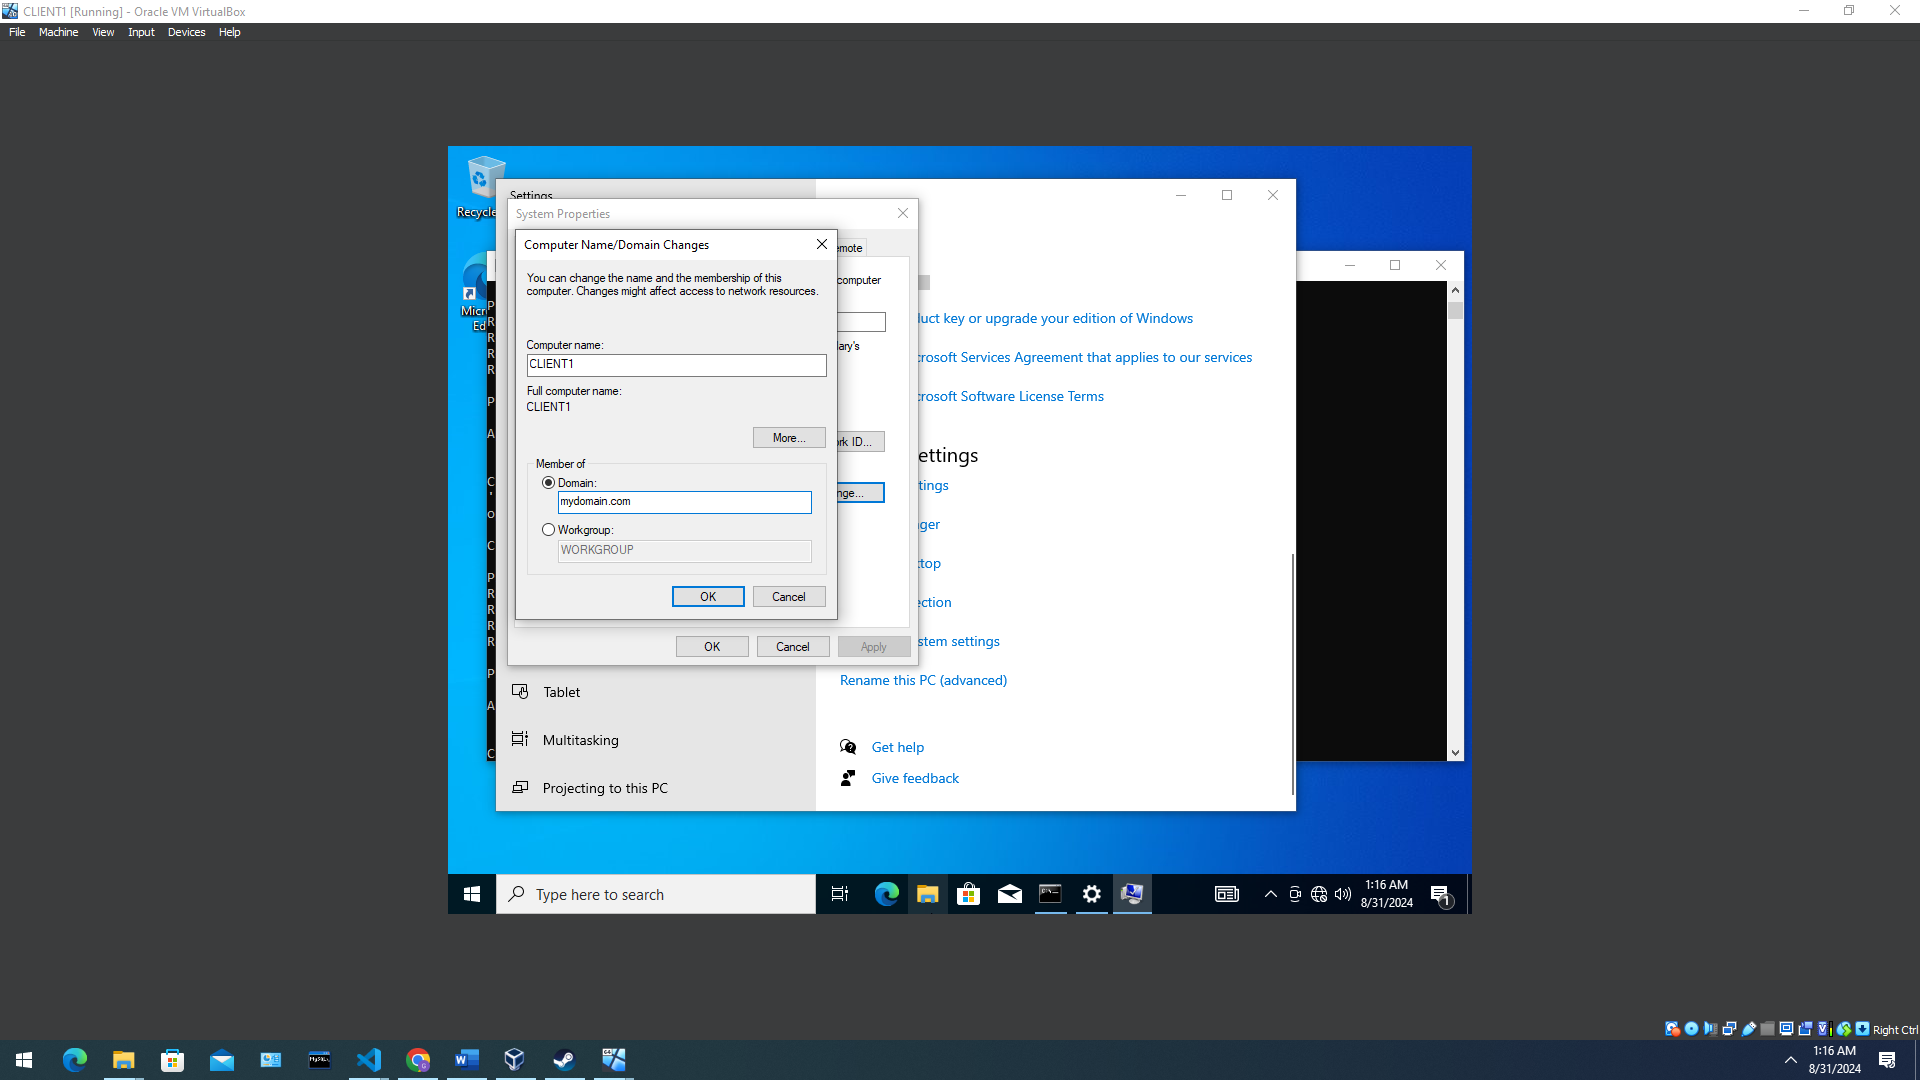 CLIENT1 [Running] - Oracle VM VirtualBox
File Machine View Input Devices Help
Recycle
Settings
System Properties
Computer Name/Domain Changes
emote
You can change the name and the membership of this
computer. Changes might affect access to network resources.
computer
Computer name:
CLIENT1
Full computer name:
CLIENT1
More...
Member of
Domain:
mydomain.com
Workgroup:
WORKGROUP
OK Cancel
ary's
rk ID...
nge...
OK Cancel Apply
Micr
Ed
P
R
R
R
R
P
A
C
'
o
C
P
R
R
R
R
P
A
C
uct key or upgrade your edition of Windows
crosoft Services Agreement that applies to our services
crosoft Software License Terms
ettings
tings
ger
top
ection
stem settings
Rename this PC (advanced)
Get help
Give feedback
Tablet
Multitasking
Projecting to this PC
Type here to search
1:16 AM
8/31/2024
1
Right Ctrl
1:16 AM
8/31/2024